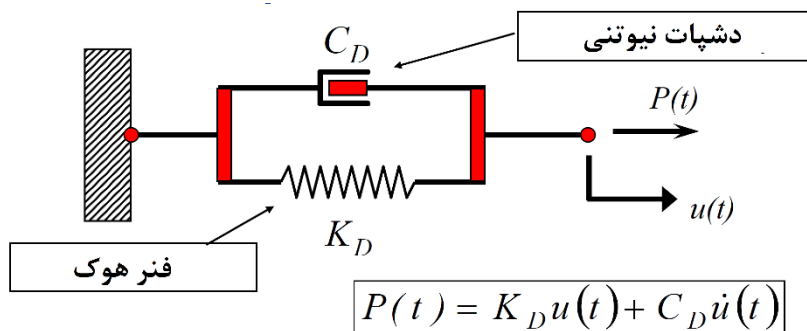 دشپات نیوتنی
C_D
P(t)
u(t)
K_D
فنر هوک
P(t) = K_D u(t) + C_D u̇(t)